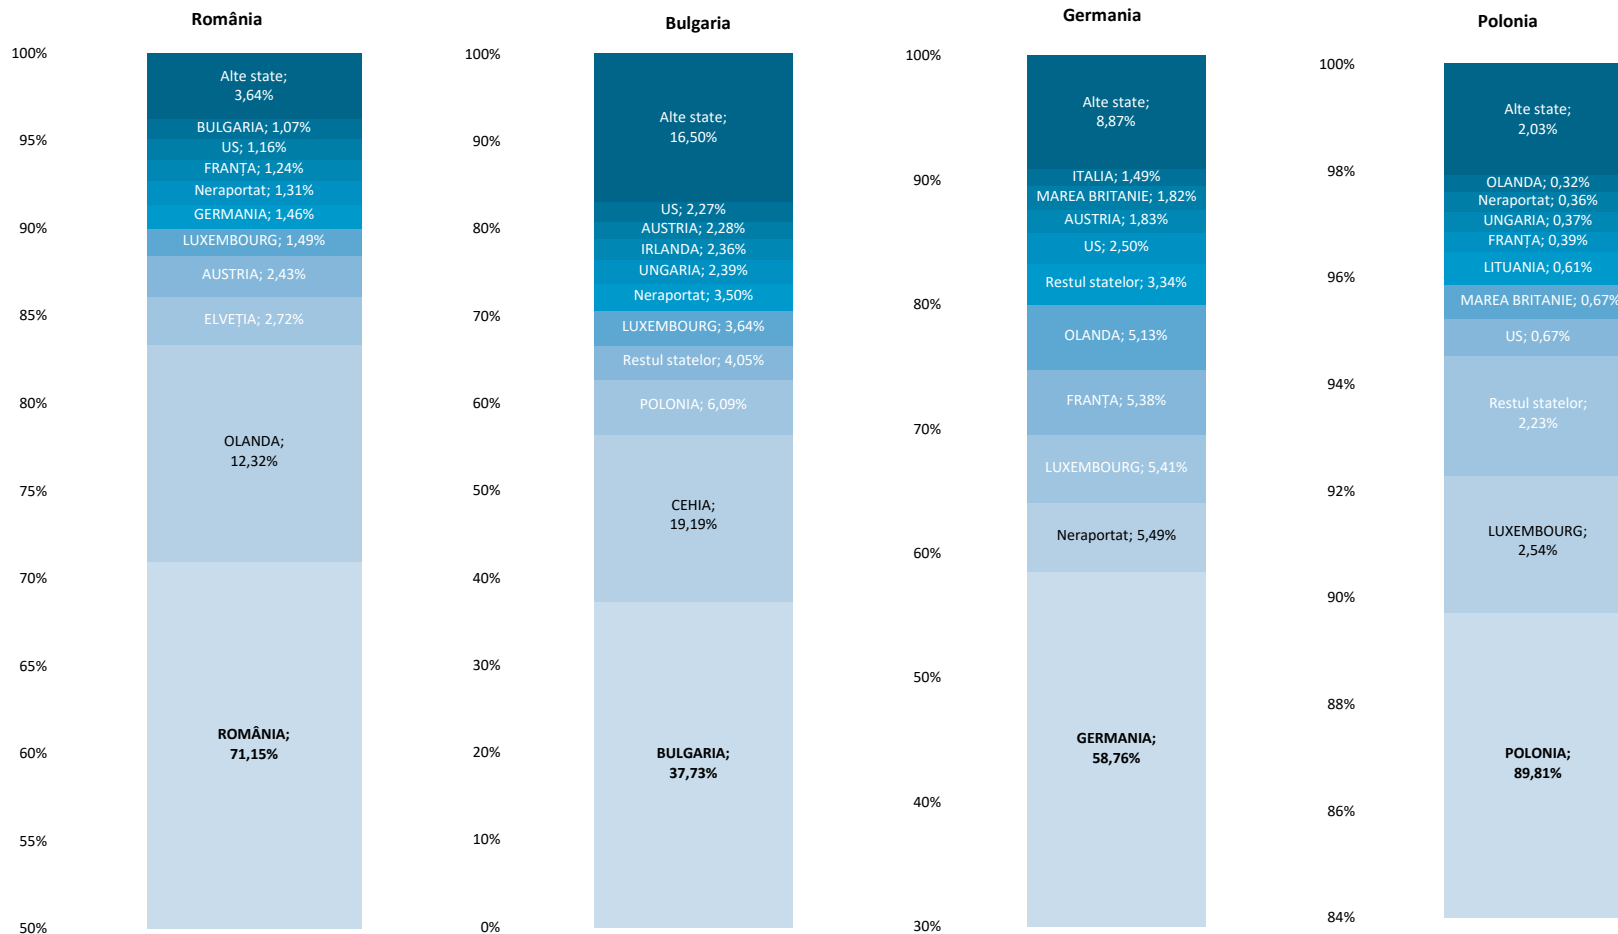 România
100%
95%
90%
85%
80%
75%
70%
65%
60%
55%
50%
Alte state;
3,64%
BULGARIA; 1,07%
US; 1,16%
FRANȚA; 1,24%
Neraportat; 1,31%
GERMANIA; 1,46%
LUXEMBOURG; 1,49%
AUSTRIA; 2,43%
ELVEȚIA; 2,72%
OLANDA;
12,32%
ROMÂNIA;
71,15%
Bulgaria
100%
90%
80%
70%
60%
50%
40%
30%
20%
10%
0%
Alte state;
16,50%
US; 2,27%
AUSTRIA; 2,28%
IRLANDA; 2,36%
UNGARIA; 2,39%
Neraportat; 3,50%
LUXEMBOURG; 3,64%
Restul statelor; 4,05%
POLONIA; 6,09%
CEHIA;
19,19%
BULGARIA;
37,73%
Germania
100%
90%
80%
70%
60%
50%
40%
30%
Alte state;
8,87%
ITALIA; 1,49%
MAREA BRITANIE; 1,82%
AUSTRIA; 1,83%
US; 2,50%
Restul statelor; 3,34%
OLANDA; 5,13%
FRANȚA; 5,38%
LUXEMBOURG; 5,41%
Neraportat; 5,49%
GERMANIA;
58,76%
Polonia
100%
98%
96%
94%
92%
90%
88%
86%
84%
Alte state;
2,03%
OLANDA; 0,32%
Neraportat; 0,36%
UNGARIA; 0,37%
FRANȚA; 0,39%
LITUANIA; 0,61%
MAREA BRITANIE; 0,67%
US; 0,67%
Restul statelor;
2,23%
LUXEMBOURG;
2,54%
POLONIA;
89,81%